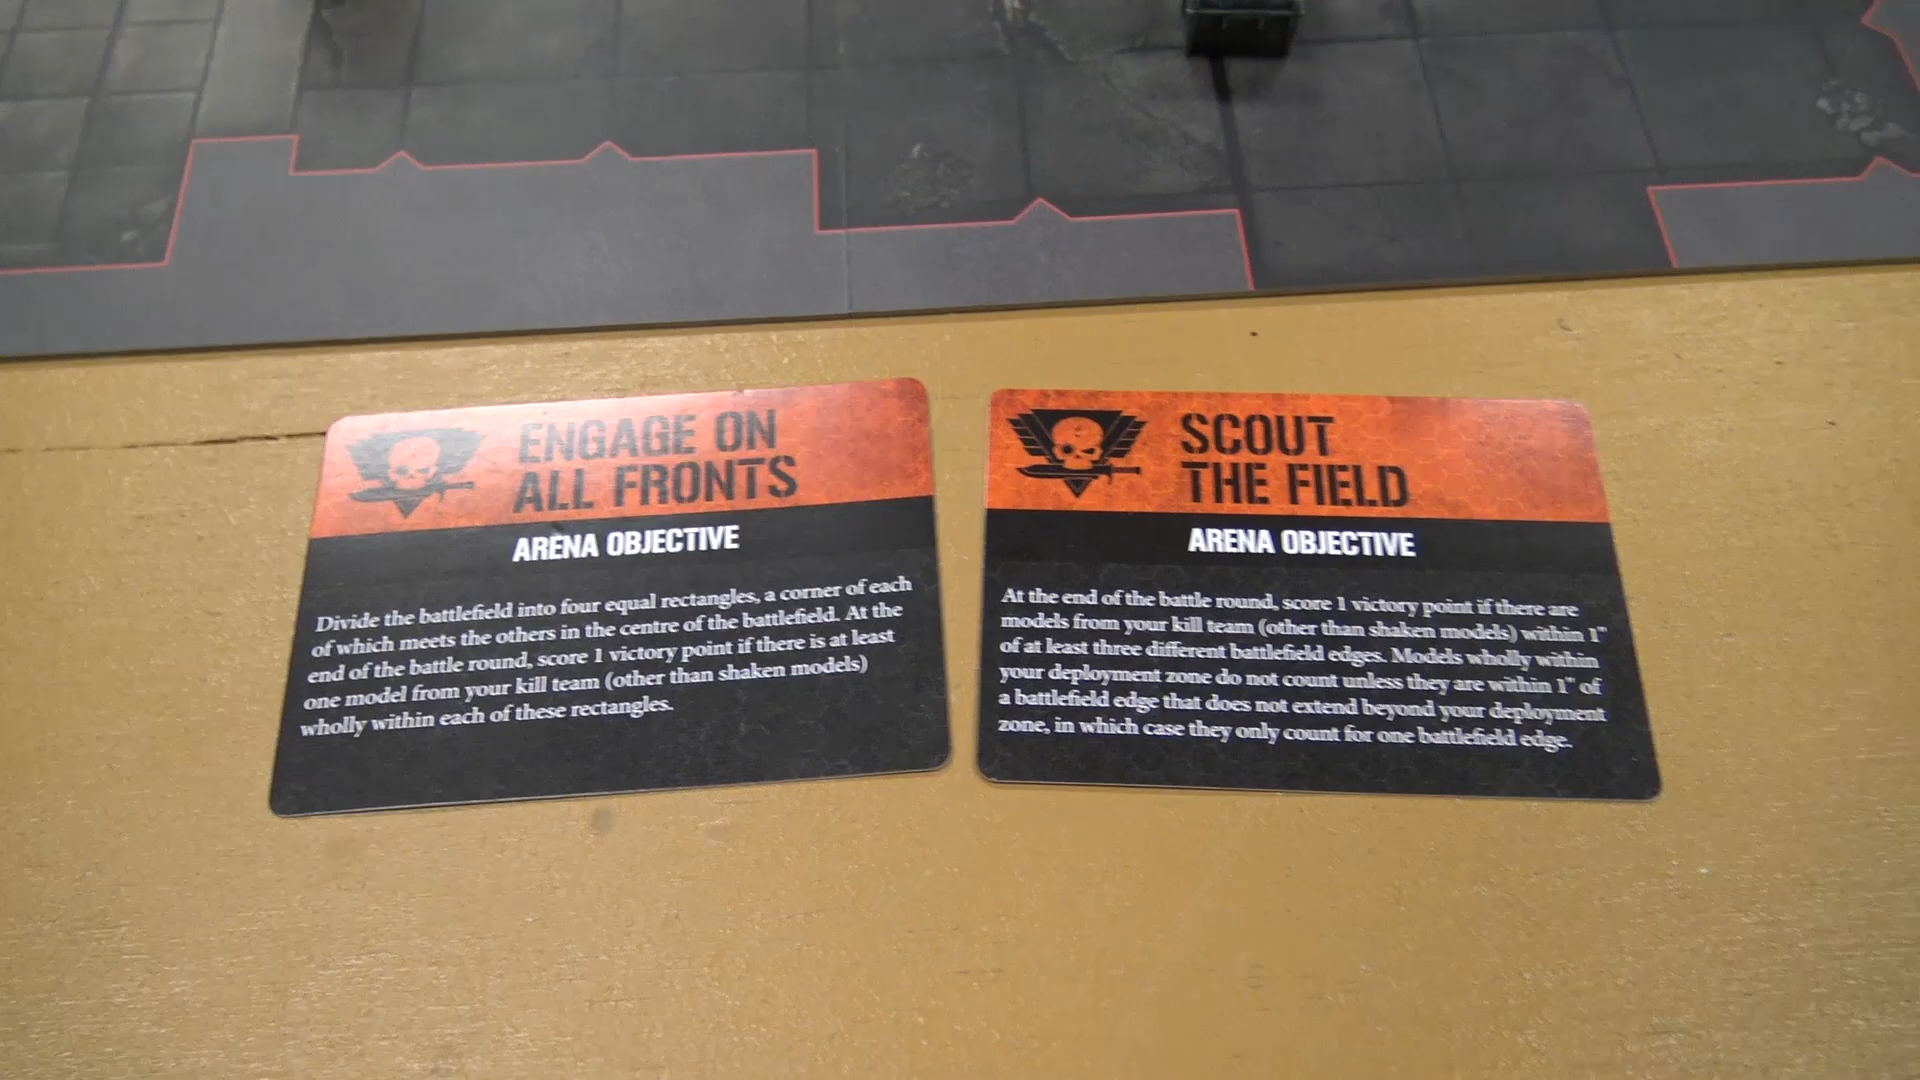 ENGAGE ON
ALL FRONTS
ARENA OBJECTIVE
Divide the battlefield into four equal rectangles, a corner of each
of which meets the others in the centre of the battlefield. At the
end of the battle round, score 1 victory point if there is at least
one model from your kill team (other than shaken models)
wholly within each of these rectangles.
SCOUT
THE FIELD
ARENA OBJECTIVE
At the end of the battle round, score 1 victory point if there are
models from your kill team (other than shaken models) within 1"
of at least three different battlefield edges. Models wholly within
your deployment zone do not count unless they are within 1" of
a battlefield edge that does not extend beyond your deployment
zone, in which case they only count for one battlefield edge.